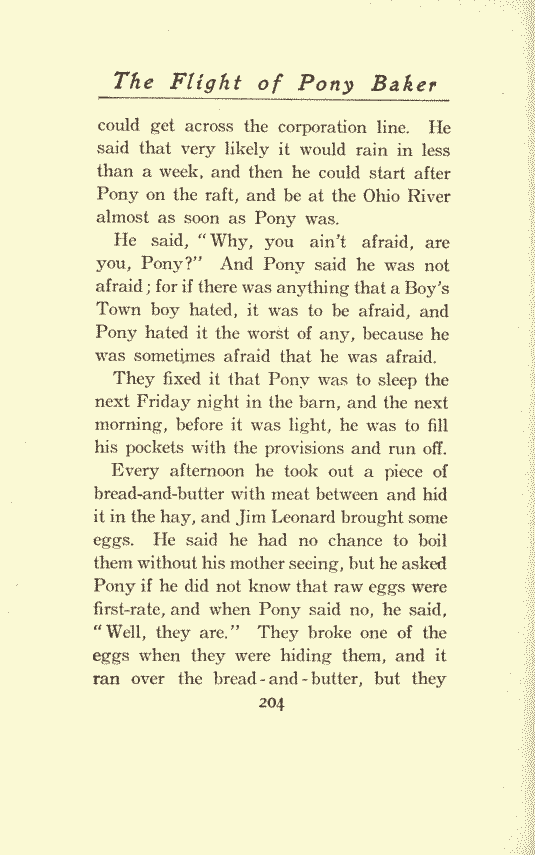 The Flight of Pony Baker
could get across the corporation line. He
said that very likely it would rain in less
than a week, and then he could start after
Pony on the raft, and be at the Ohio River
almost as soon as Pony was.
He said, "Why, you ain't afraid, are
you, Pony?" And Pony said he was not
afraid; for if there was anything that a Boy's
Town boy hated, it was to be afraid, and
Pony hated it the worst of any, because he
was sometimes afraid that he was afraid.
They fixed it that Pony was to sleep the
next Friday night in the barn, and the next
morning, before it was light, he was to fill
his pockets with the provisions and run off.
Every afternoon he took out a piece of
bread-and-butter with meat between and hid
it in the hay, and Jim Leonard brought some
eggs. He said he had no chance to boil
them without his mother seeing, but he asked
Pony if he did not know that raw eggs were
first-rate, and when Pony said no, he said,
"Well, they are." They broke one of the
eggs when they were hiding them, and it
ran over the bread-and-butter, but they
204